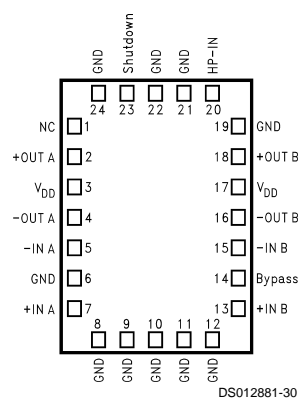 GND Shutdown GND GND HP-IN
24 23 22 21 20
NC 1 19 GND
+OUT A 2 18 +OUT B
VDD 3 17 VDD
−OUT A 4 16 −OUT B
−IN A 5 15 −IN B
GND 6 14 Bypass
+IN A 7 13 +IN B
8 9 10 11 12
GND GND GND GND GND
DS012881-30